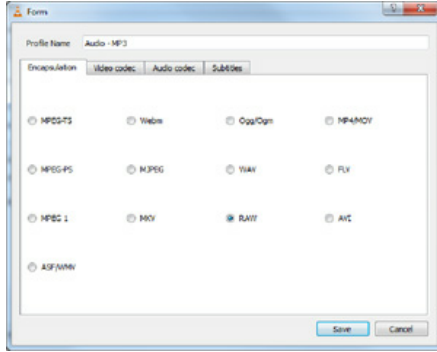 Form
Profile Name Audio - MP3
Encapsulation Video codec Audio codec Subtitles
MPEG-TS Webm Ogg/Ogm MP4/MOV
MPEG-PS MJPEG WAV FLV
MPEG 1 MKV RAW AVI
ASF/WMV
Save Cancel